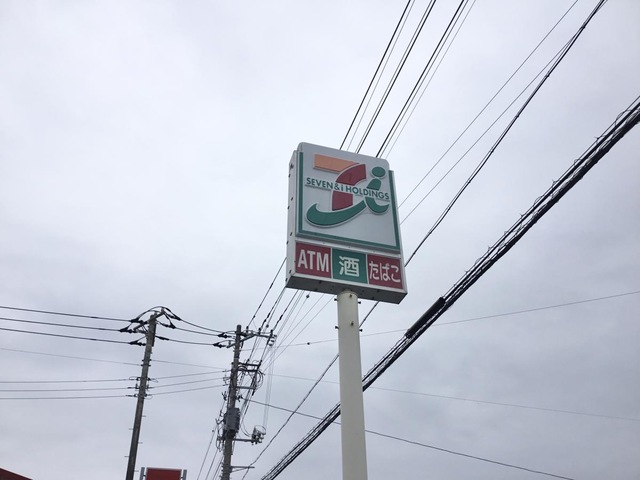 SEVEN & i HOLDINGS
ATM 酒 たばこ